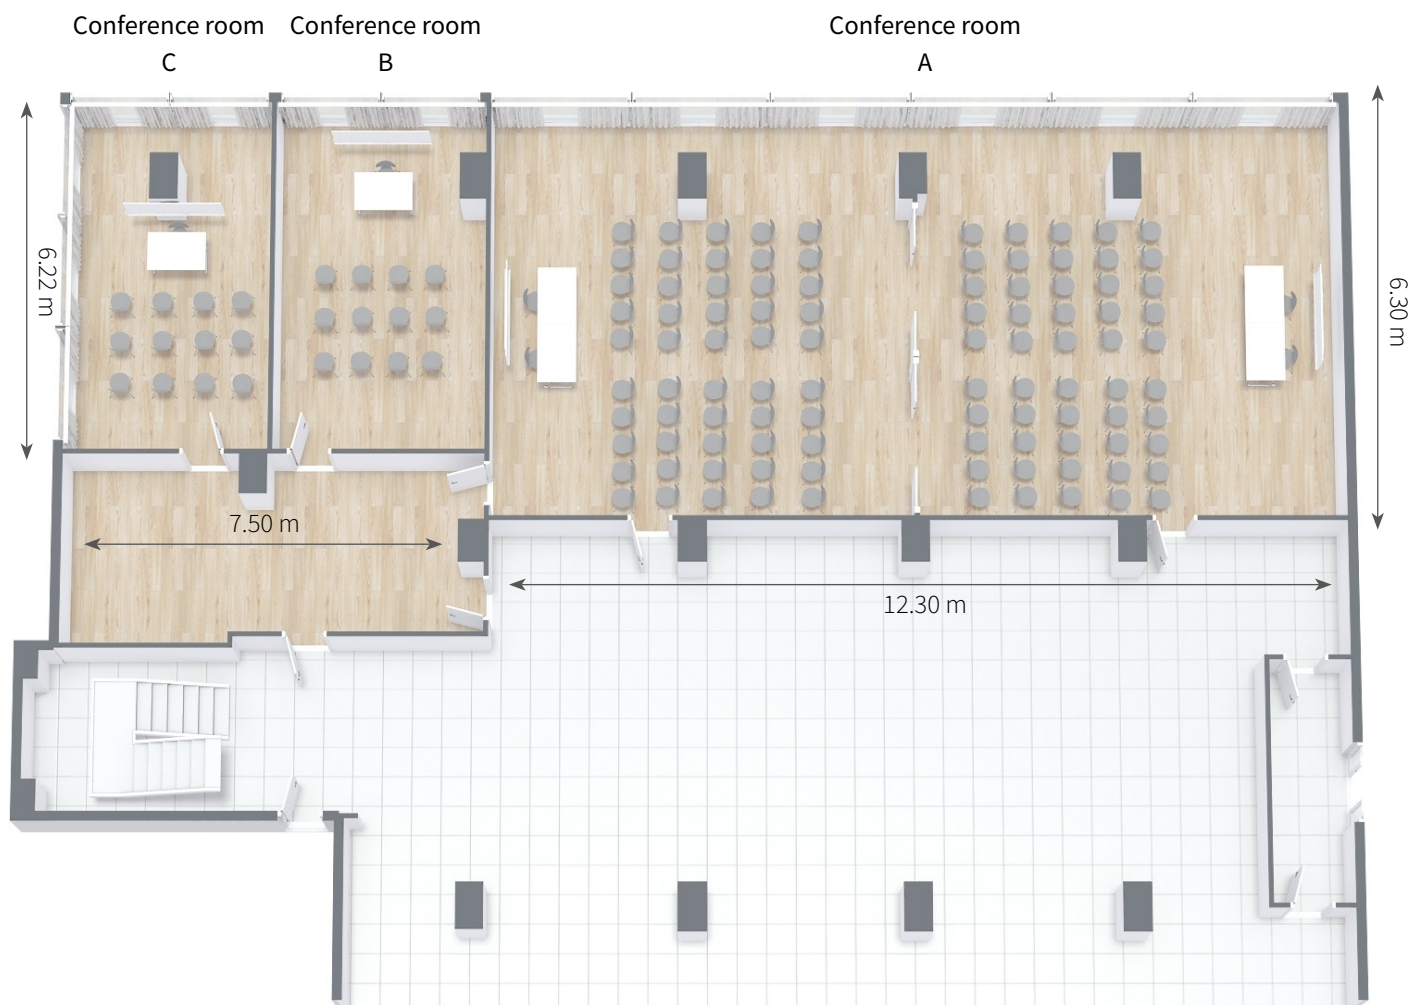 Conference room
C
Conference room
B
Conference room
A
6.22 m
6.30 m
7.50 m
12.30 m